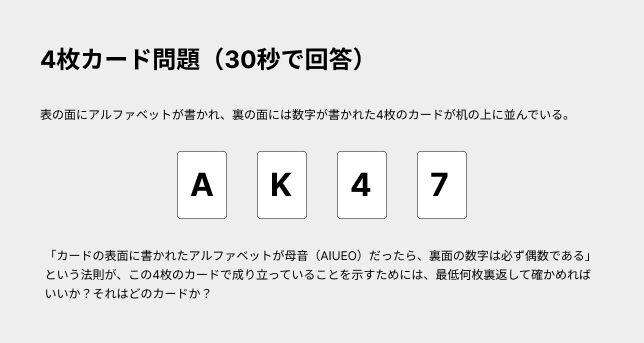 4枚カード問題（30秒で回答）
表の面にアルファベットが書かれ、裏の面には数字が書かれた4枚のカードが机の上に並んでいる。
A K 4 7
「カードの表面に書かれたアルファベットが母音（AIUEO）だったら、裏面の数字は必ず偶数である」
という法則が、この4枚のカードで成り立っていることを示すためには、最低何枚裏返して確かめれば
いいか？それはどのカードか？